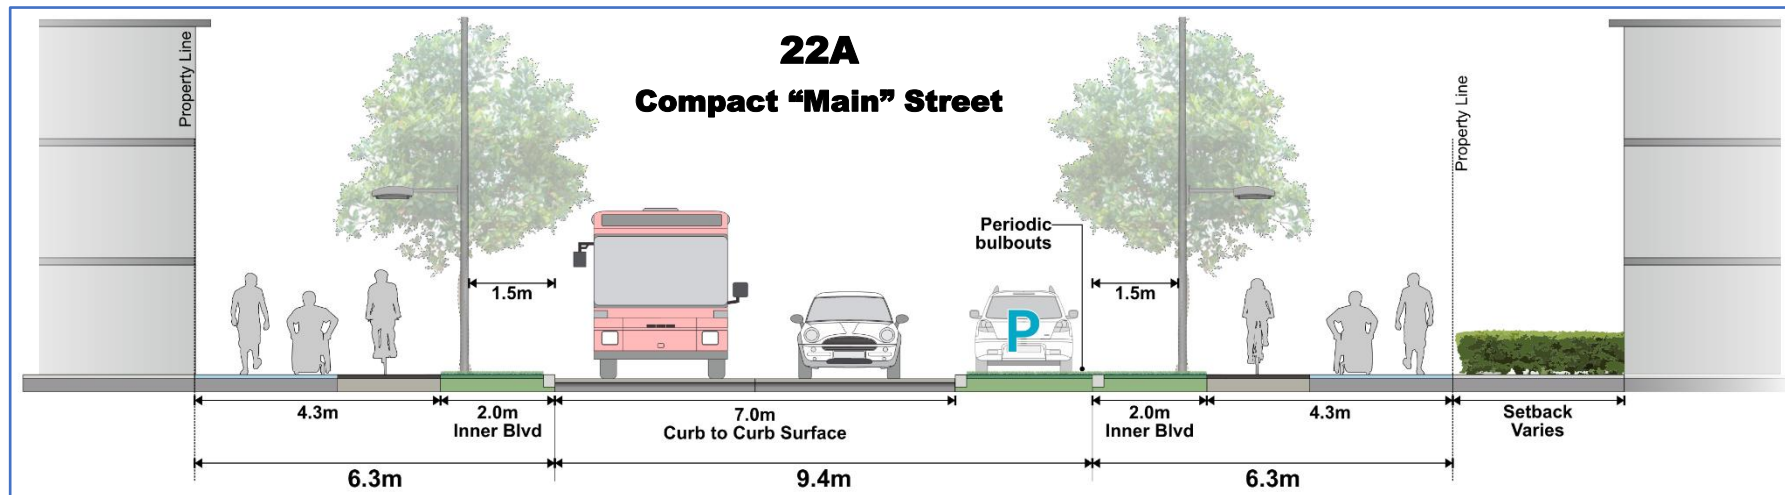 22A
Compact “Main” Street
Property Line
Property Line
Periodic
bulbouts
1.5m
1.5m
P
4.3m
2.0m
Inner Blvd
7.0m
Curb to Curb Surface
2.0m
Inner Blvd
4.3m
Setback
Varies
6.3m
9.4m
6.3m